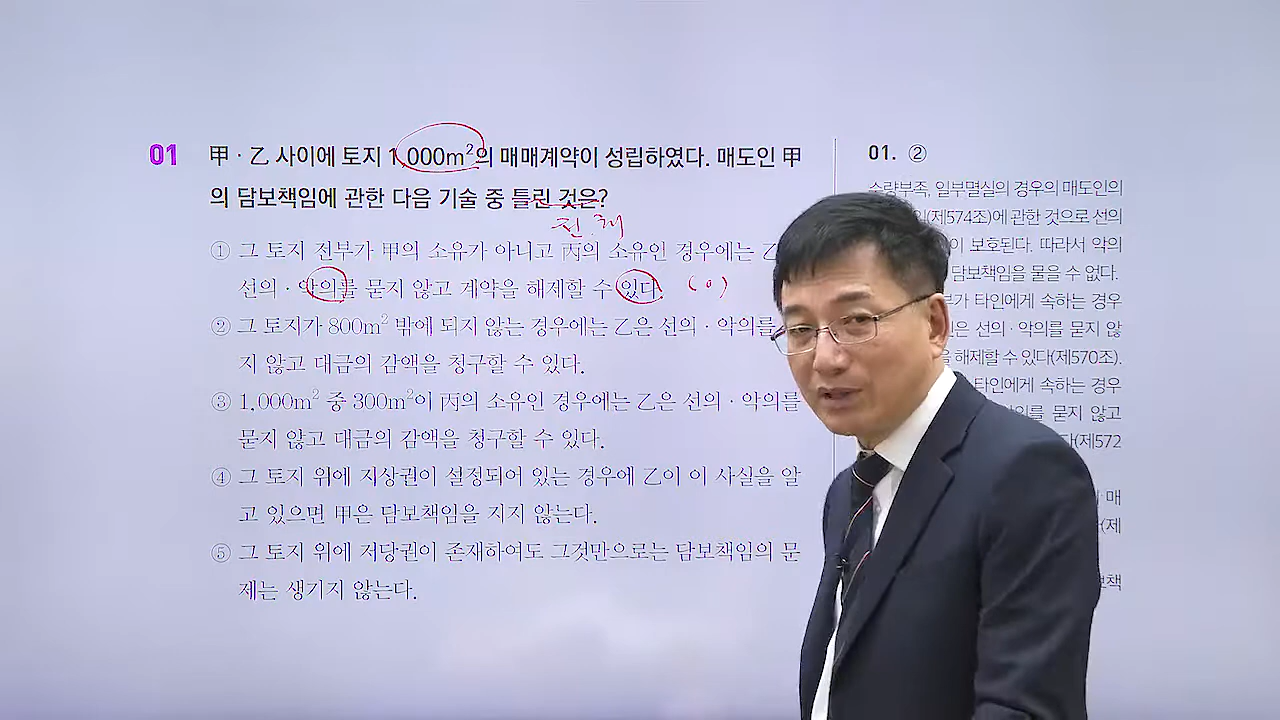 01
甲 · 乙 사이에 토지 1,000m²의 매매계약이 성립하였다. 매도인 甲
의 담보책임에 관한 다음 기술 중 틀린 것은?
전체
① 그 토지 전부가 甲의 소유가 아니고 丙의 소유인 경우에는 乙
선의 · 악의를 묻지 않고 계약을 해제할 수 있다. (o)
② 그 토지가 800m² 밖에 되지 않는 경우에는 乙은 선의 · 악의를
지 않고 대금의 감액을 청구할 수 있다.
③ 1,000m² 중 300m²이 丙의 소유인 경우에는 乙은 선의 · 악의를
묻지 않고 대금의 감액을 청구할 수 있다.
④ 그 토지 위에 지상권이 설정되어 있는 경우에 乙이 이 사실을 알
고 있으면 甲은 담보책임을 지지 않는다.
⑤ 그 토지 위에 저당권이 존재하여도 그것만으로는 담보책임의 문
제는 생기지 않는다.
01. ②
수량부족, 일부멸실의 경우의 매도인의
(제574조)에 관한 것으로 선의
보호된다. 따라서 악의
담보책임을 물을 수 없다.
타인에게 속하는 경우
선의 · 악의를 묻지 않
해제할 수 있다(제570조).
타인에게 속하는 경우
묻지 않고
(제572
매
(제